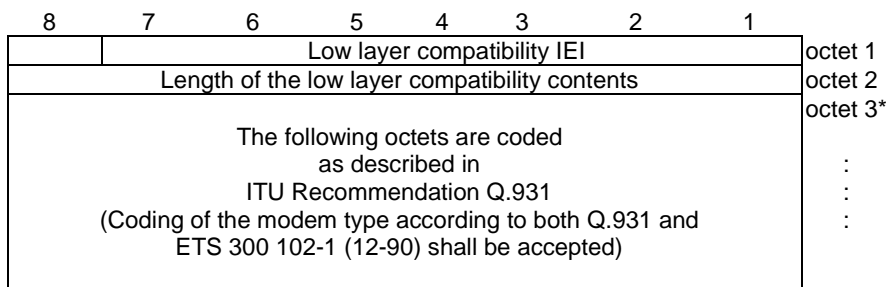 8 7 6 5 4 3 2 1
Low layer compatibility IEI octet 1
Length of the low layer compatibility contents octet 2
octet 3*
The following octets are coded
as described in :
ITU Recommendation Q.931 :
(Coding of the modem type according to both Q.931 and :
ETS 300 102-1 (12-90) shall be accepted)